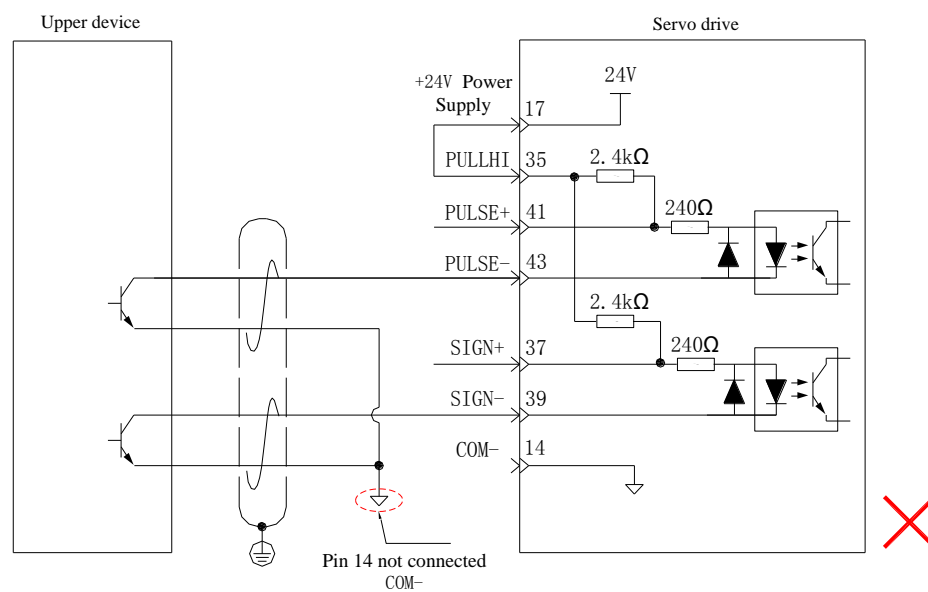 Upper device
Servo drive
+24V Power
Supply
24V
17
PULLHI
35
2.4kΩ
PULSE+
41
240Ω
PULSE-
43
2.4kΩ
SIGN+
37
240Ω
SIGN-
39
COM-
14
Pin 14 not connected
COM-